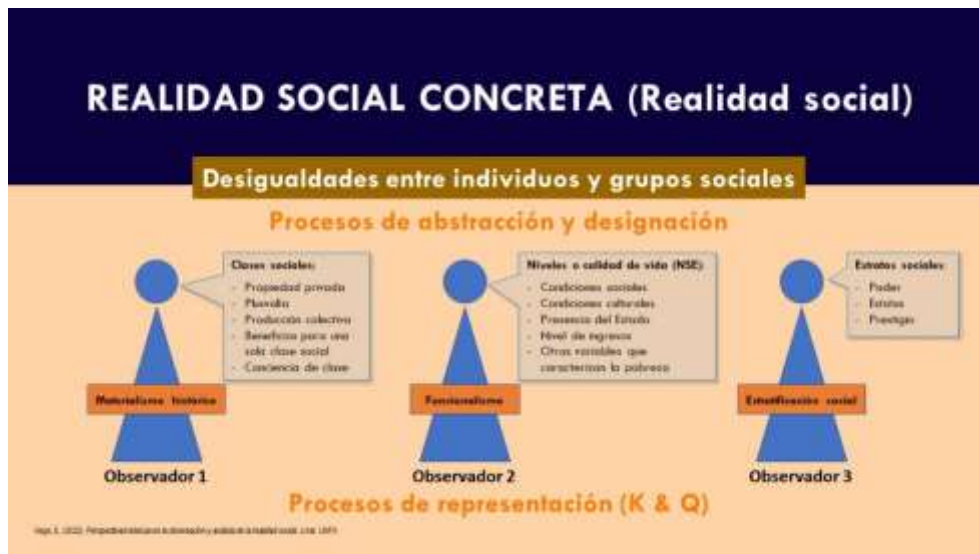 REALIDAD SOCIAL CONCRETA (Realidad social)
Desigualdades entre individuos y grupos sociales
Procesos de abstracción y designación
Clases sociales:
- Propiedad privada
- Plusvalía
- Producción colectiva
- Beneficios para una
sola clase social
- Conciencia de clase
Materialismo histórico
Observador 1
Niveles o calidad de vida (NSE)
- Condiciones sociales
- Condiciones culturales
- Presencia del Estado
- Nivel de ingresos
- Otras variables que
caracterizan la pobreza
Funcionalismo
Observador 2
Estratos sociales:
- Poder
- Estatus
- Prestigio
Estratificación social
Observador 3
Procesos de representación (K & Q)